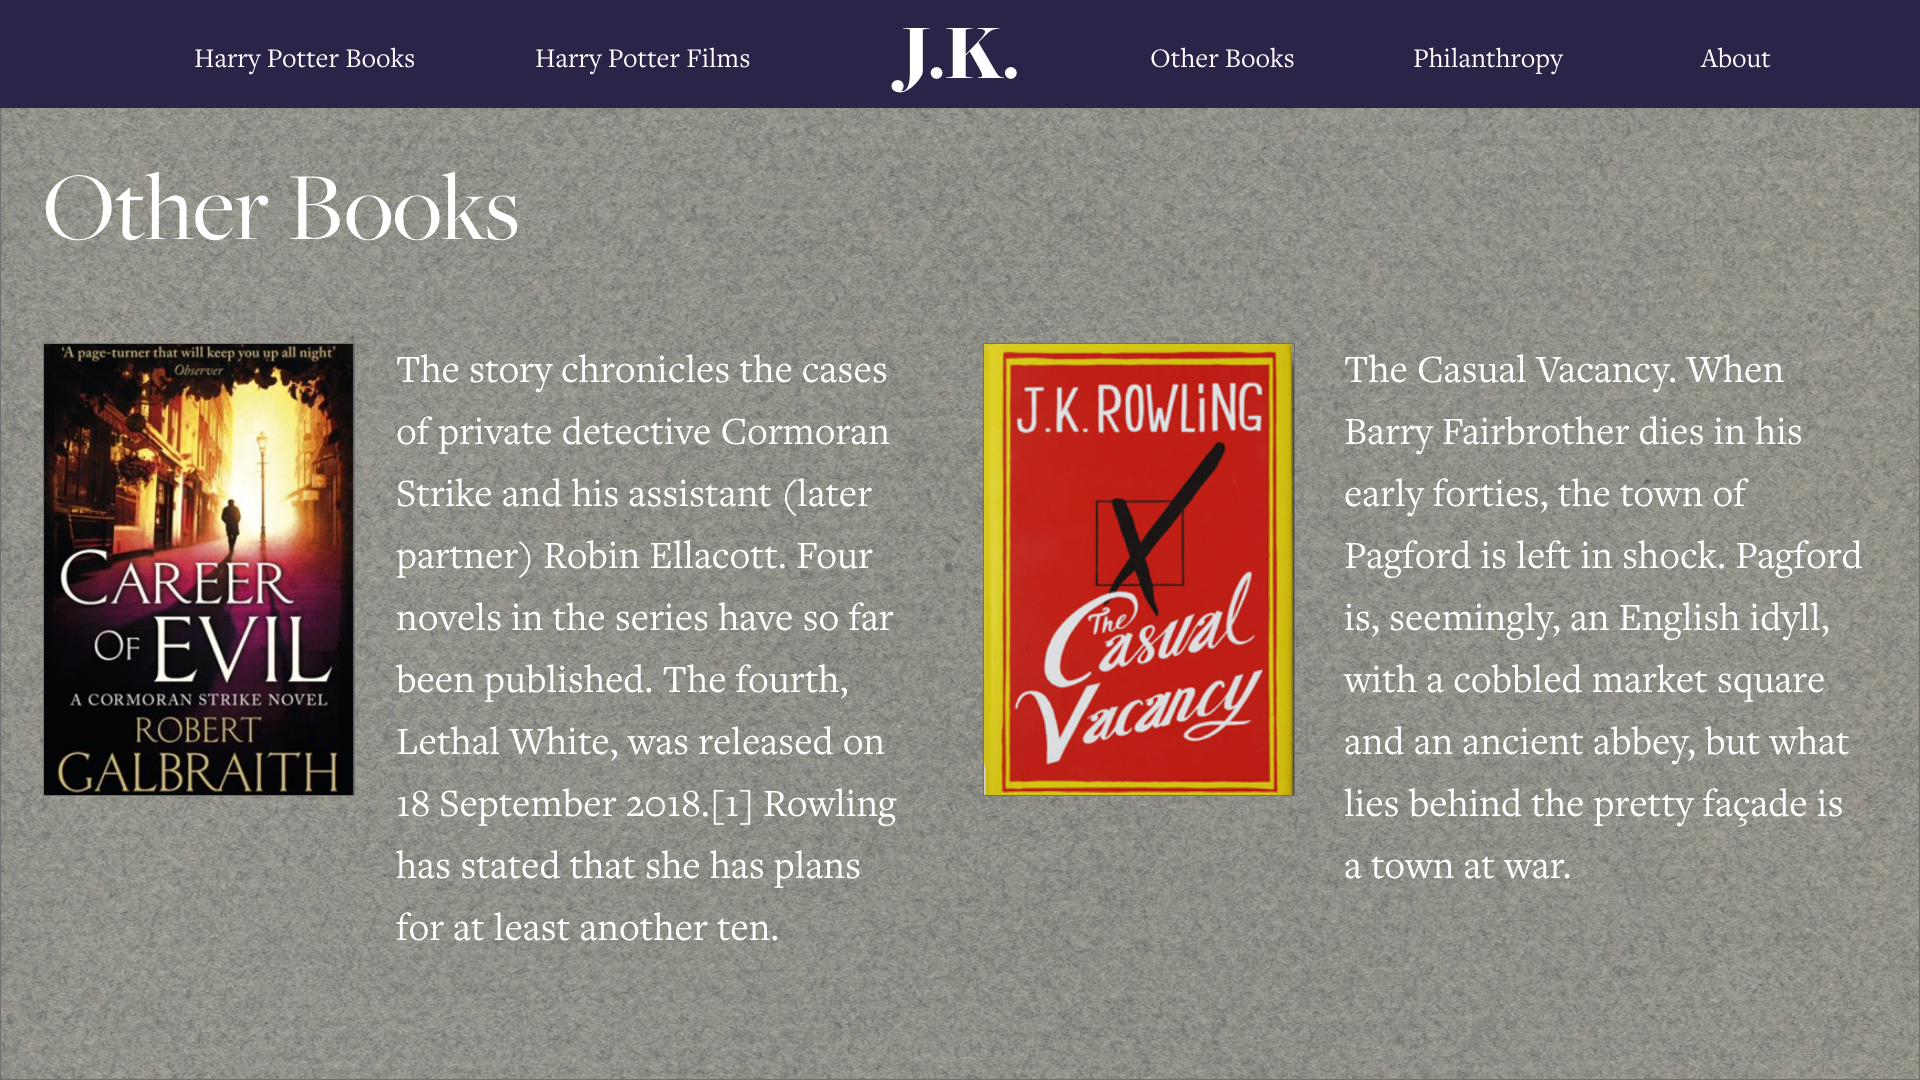 Harry Potter Books
Harry Potter Films
J.K.
Other Books
Philanthropy
About
Other Books
'A page-turner that will keep you up all night'
Observer
CAREER
OF EVIL
A CORMORAN STRIKE NOVEL
ROBERT
GALBRAITH
The story chronicles the cases
of private detective Cormoran
Strike and his assistant (later
partner) Robin Ellacott. Four
novels in the series have so far
been published. The fourth,
Lethal White, was released on
18 September 2018.[1] Rowling
has stated that she has plans
for at least another ten.
J.K. ROWLiNG
The
Casual
Vacancy
The Casual Vacancy. When
Barry Fairbrother dies in his
early forties, the town of
Pagford is left in shock. Pagford
is, seemingly, an English idyll,
with a cobbled market square
and an ancient abbey, but what
lies behind the pretty façade is
a town at war.